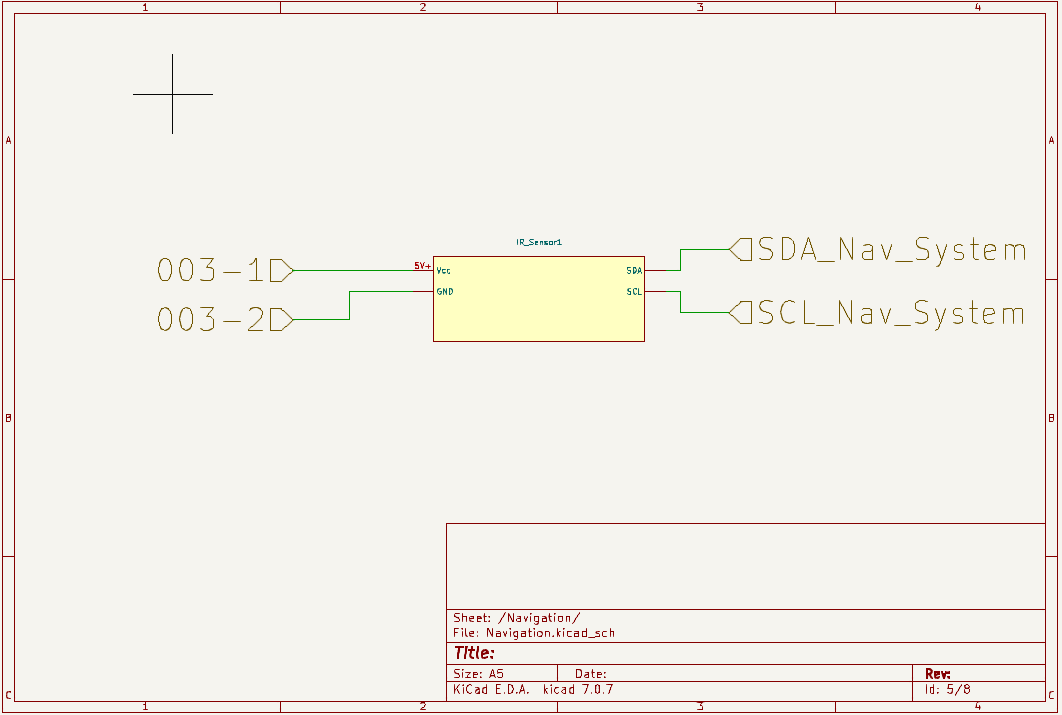 1 2 3 4
A A
IR_Sensor1
SDA_Nav_System
003-1 5V+ Vcc SDA
003-2 GND SCL
SCL_Nav_System
B B
Sheet: /Navigation/
File: Navigation.kicad_sch
Title:
Size: A5 Date: Rev:
KiCad E.D.A. kicad 7.0.7 Id: 5/8
C C
1 2 3 4